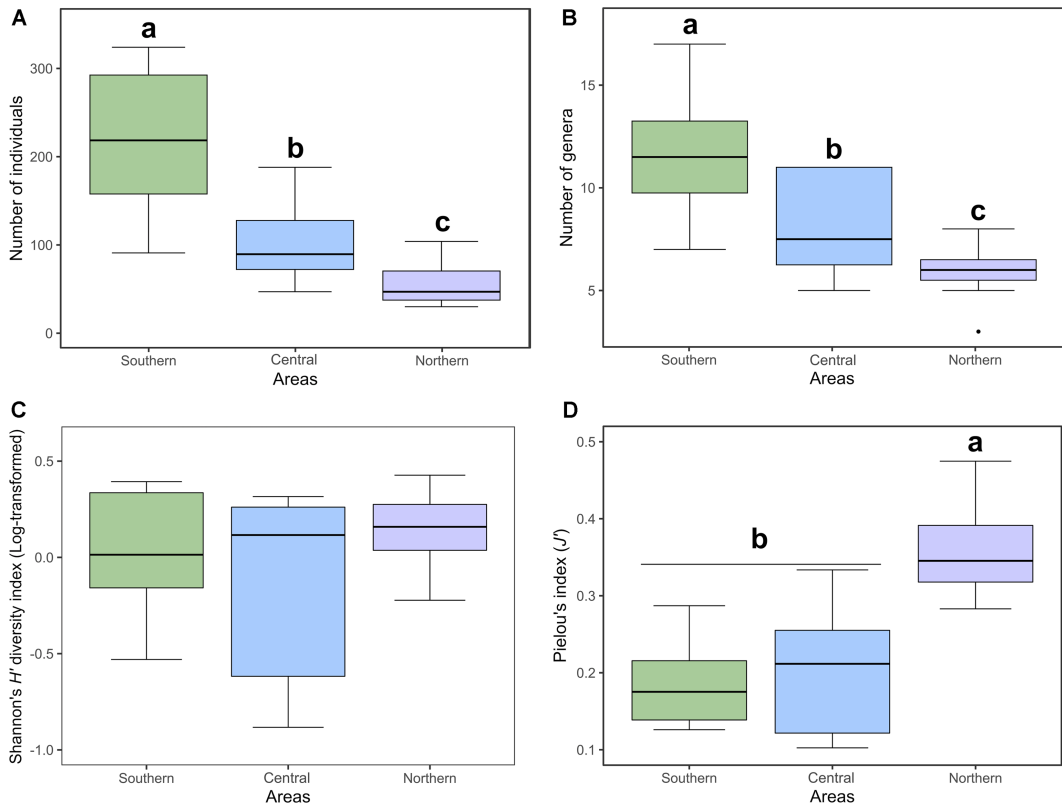 A
a
b
c
Number of individuals
300
200
100
0
Southern
Central
Northern
Areas
B
a
b
c
Number of genera
15
10
5
Southern
Central
Northern
Areas
C
Shannon's H' diversity index (Log-transformed)
0.5
0.0
-0.5
-1.0
Southern
Central
Northern
Areas
D
a
b
Pielou's index (J')
0.5
0.4
0.3
0.2
0.1
Southern
Central
Northern
Areas